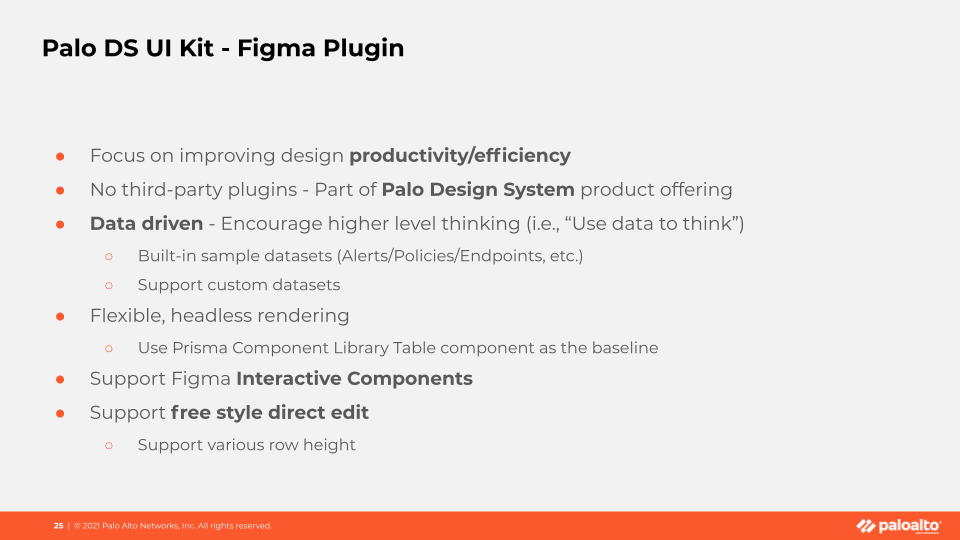 Palo DS UI Kit - Figma Plugin
● Focus on improving design productivity/efficiency
● No third-party plugins - Part of Palo Design System product offering
● Data driven - Encourage higher level thinking (i.e., “Use data to think”)
○ Built-in sample datasets (Alerts/Policies/Endpoints, etc.)
○ Support custom datasets
● Flexible, headless rendering
○ Use Prisma Component Library Table component as the baseline
● Support Figma Interactive Components
● Support free style direct edit
○ Support various row height
25 | © 2021 Palo Alto Networks, Inc. All rights reserved.
paloalto